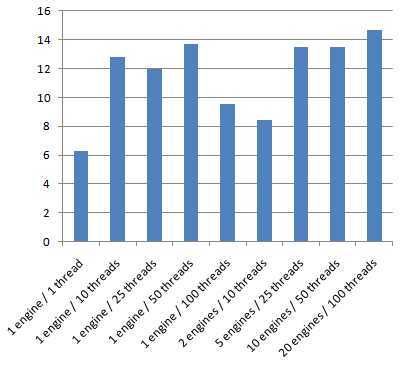 16
14
12
10
8
6
4
2
0
1 engine / 1 thread
1 engine / 10 threads
1 engine / 25 threads
1 engine / 50 threads
1 engine / 100 threads
2 engines / 10 threads
5 engines / 25 threads
10 engines / 50 threads
20 engines / 100 threads